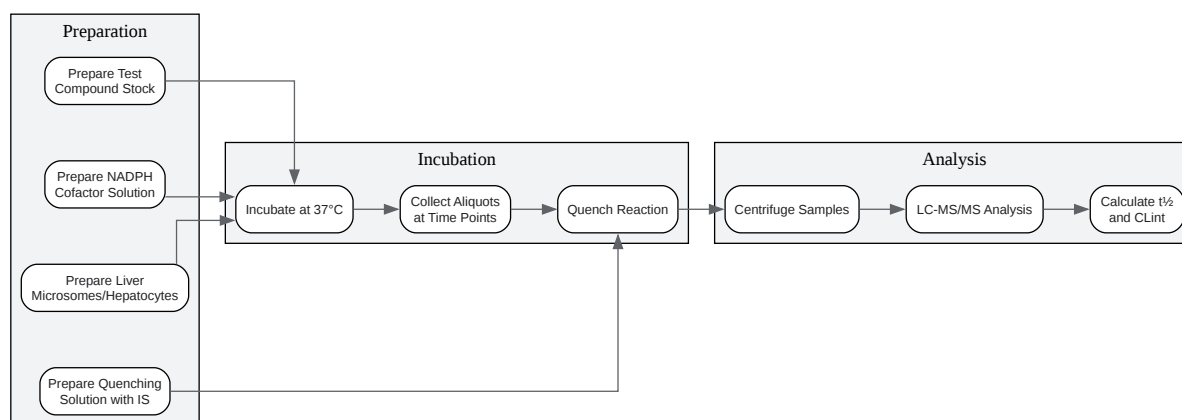 Preparation
Prepare Test
Compound Stock
Prepare NADPH
Cofactor Solution
Prepare Liver
Microsomes/Hepatocytes
Prepare Quenching
Solution with IS
Incubation
Incubate at 37°C
Collect Aliquots
at Time Points
Quench Reaction
Analysis
Centrifuge Samples
LC-MS/MS Analysis
Calculate t½
and CLint